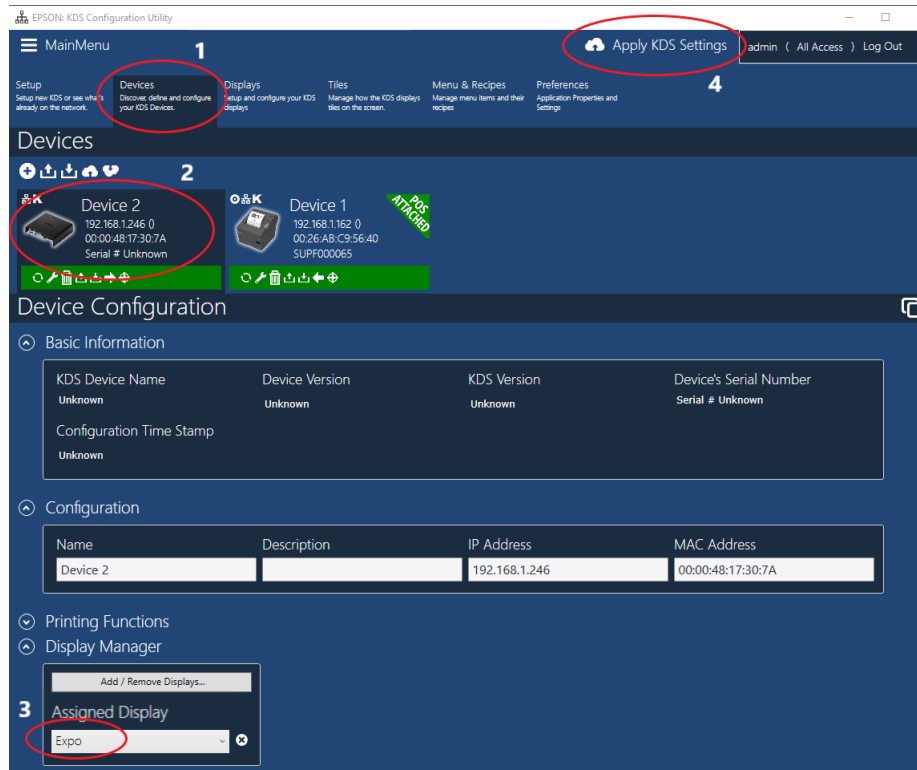 EPSON: KDS Configuration Utility
MainMenu
1
Apply KDS Settings
admin ( All Access ) Log Out
4
Setup
Setup new KDS or see what's
already on the network.
Devices
Discover, define and configure
your KDS Devices.
Displays
Setup and configure your KDS
displays
Tiles
Manage how the KDS displays
tiles on the screen.
Menu & Recipes
Manage menu items and their
recipes
Preferences
Application Properties and
Settings
Devices
2
K
Device 2
192.168.1.246 ()
00:00:48:17:30:7A
Serial # Unknown
K
Device 1
192.168.1.162 ()
00:26:AB:C9:56:40
SUPF000065
POS
ATTACHED
Device Configuration
Basic Information
KDS Device Name
Unknown
Device Version
Unknown
KDS Version
Unknown
Device's Serial Number
Serial # Unknown
Configuration Time Stamp
Unknown
Configuration
Name
Device 2
Description
IP Address
192.168.1.246
MAC Address
00:00:48:17:30:7A
Printing Functions
Display Manager
Add / Remove Displays...
3
Assigned Display
Expo